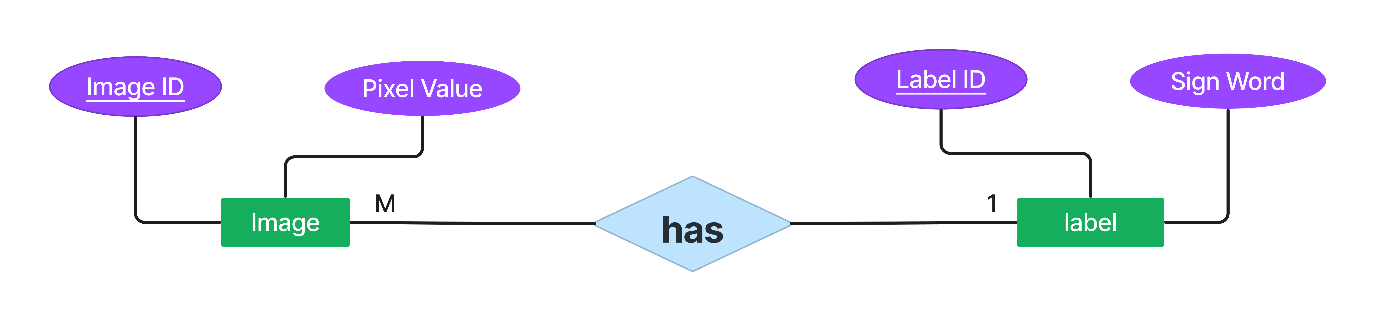 Image ID
Pixel Value
Label ID
Sign Word
Image
M
has
1
label